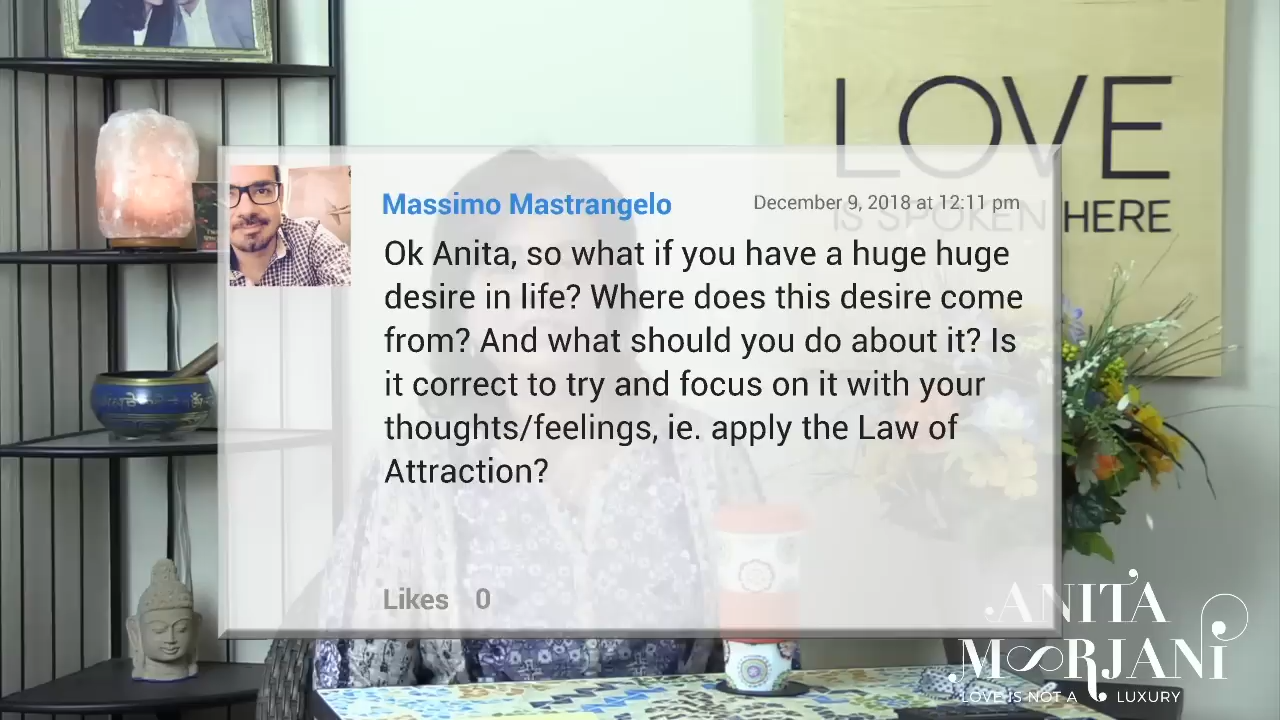 LOVE
IS SPOKEN HERE
Massimo Mastrangelo
December 9, 2018 at 12:11 pm
Ok Anita, so what if you have a huge huge
desire in life? Where does this desire come
from? And what should you do about it? Is
it correct to try and focus on it with your
thoughts/feelings, ie. apply the Law of
Attraction?
Likes 0
ANITA
MOORJANI
LOVE IS NOT A LUXURY